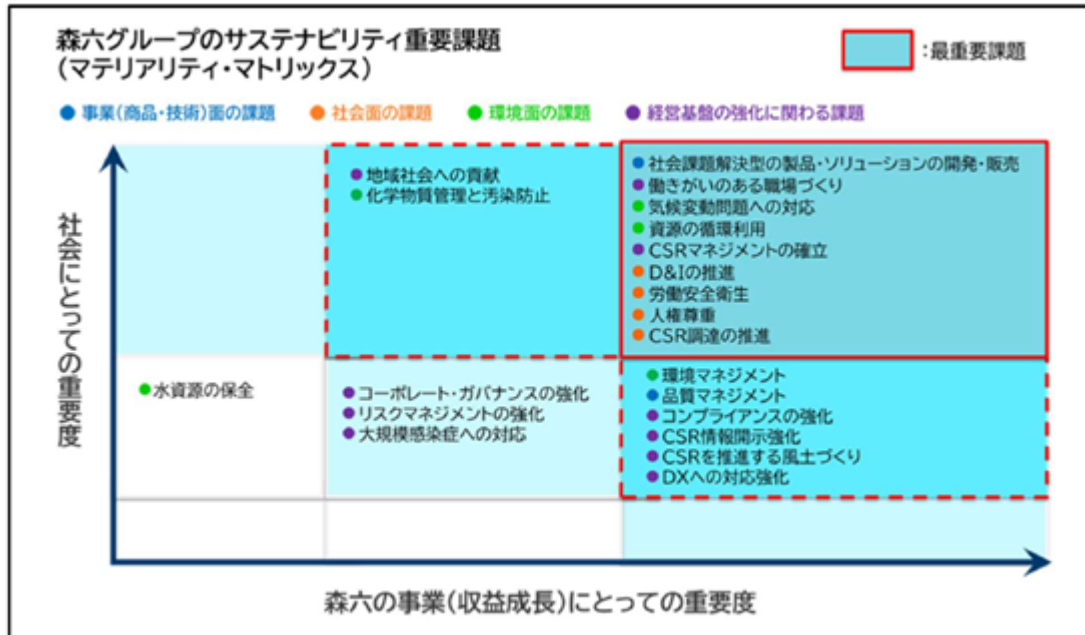 森六グループのサステナビリティ重要課題
(マテリアリティ・マトリックス)
:最重要課題
事業(商品・技術)面の課題
社会面の課題
環境面の課題
経営基盤の強化に関わる課題
社会にとっての重要度
地域社会への貢献
化学物質管理と汚染防止
社会課題解決型の製品・ソリューションの開発・販売
働きがいのある職場づくり
気候変動問題への対応
資源の循環利用
CSRマネジメントの確立
D&Iの推進
労働安全衛生
人権尊重
CSR調達の推進
水資源の保全
コーポレート・ガバナンスの強化
リスクマネジメントの強化
大規模感染症への対応
環境マネジメント
品質マネジメント
コンプライアンスの強化
CSR情報開示強化
CSRを推進する風土づくり
DXへの対応強化
森六の事業(収益成長)にとっての重要度